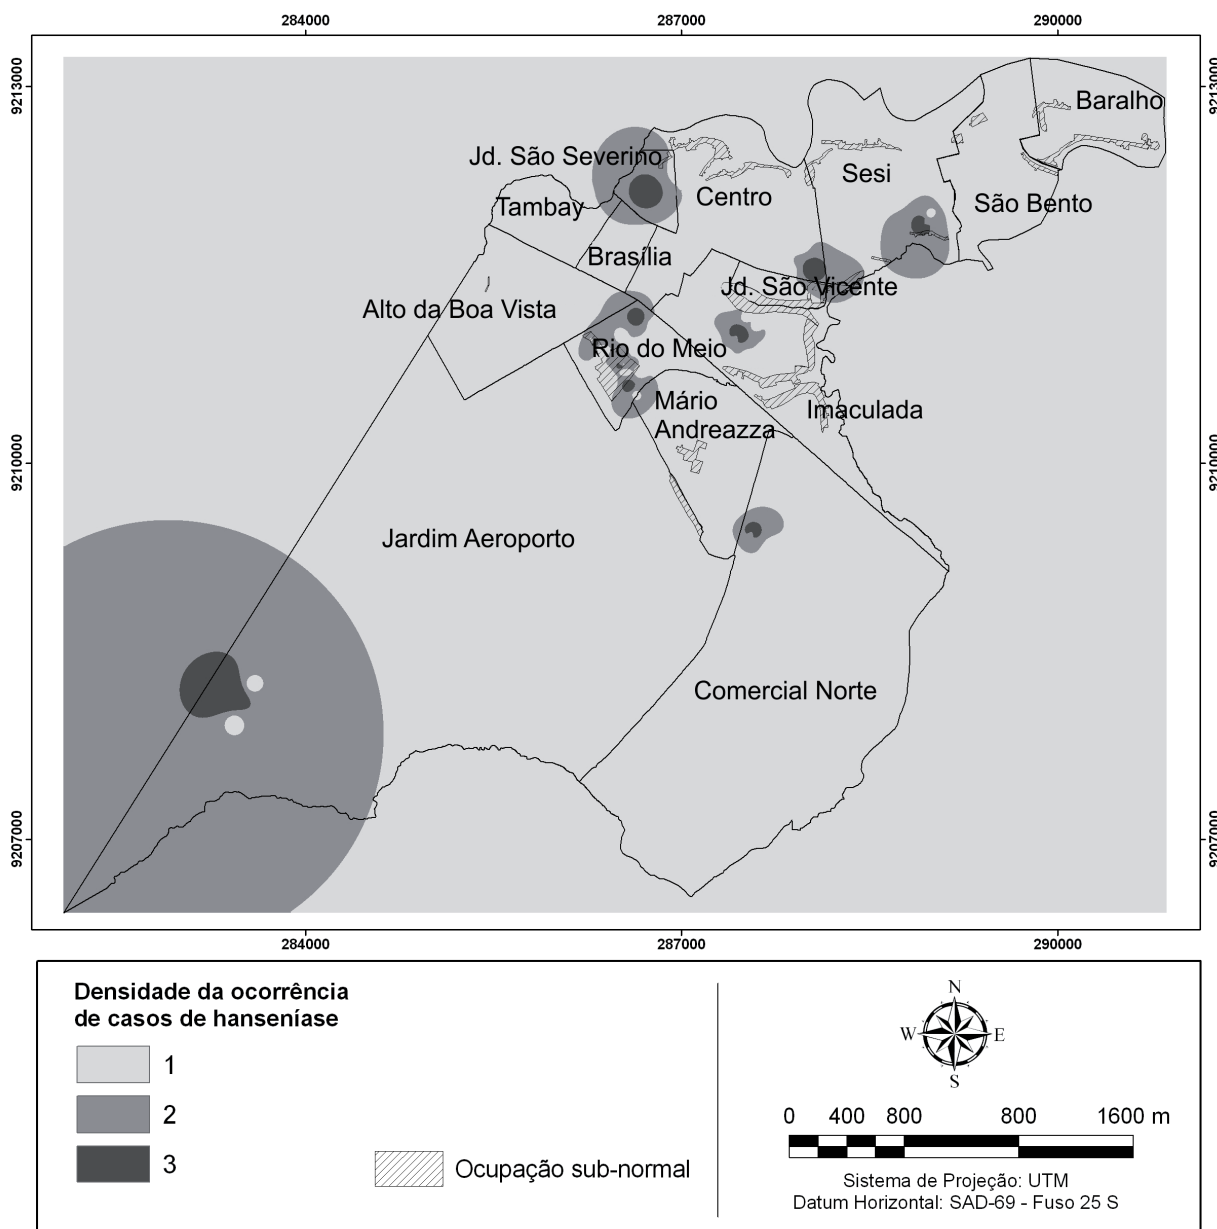 284000
287000
290000
9213000
9213000
Baralho
Jd. São Severino
Sesi
Centro
Tambay
São Bento
Brasília
Jd. São Vicente
Alto da Boa Vista
Rio do Meio
Mário
Andreazza
Imaculada
9210000
9210000
Jardim Aeroporto
Comercial Norte
9207000
9207000
284000
287000
290000
Densidade da ocorrência
de casos de hanseníase
1
2
3
Ocupação sub-normal
N
W
E
S
0 400 800 800 1600 m
Sistema de Projeção: UTM
Datum Horizontal: SAD-69 - Fuso 25 S